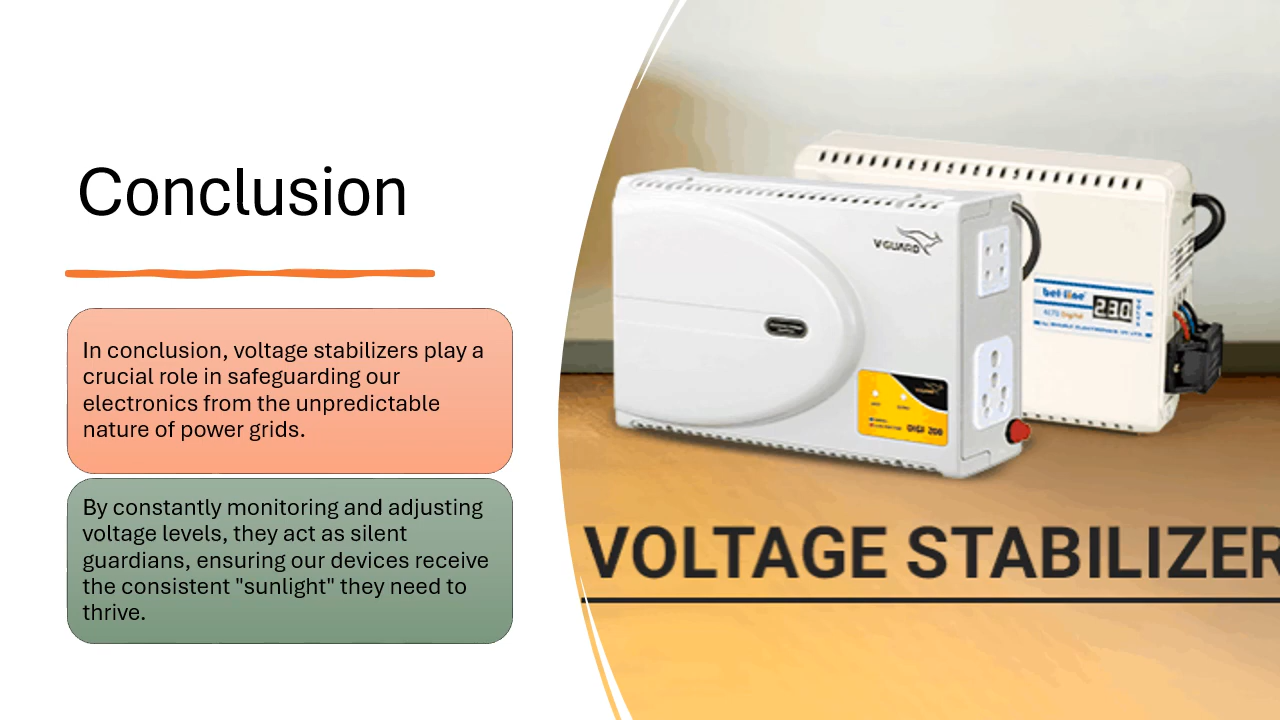 Conclusion
In conclusion, voltage stabilizers play a
crucial role in safeguarding our
electronics from the unpredictable
nature of power grids.
By constantly monitoring and adjusting
voltage levels, they act as silent
guardians, ensuring our devices receive
the consistent "sunlight" they need to
thrive.
V-GUARD
DIGI 200
230
VOLTAGE STABILIZER